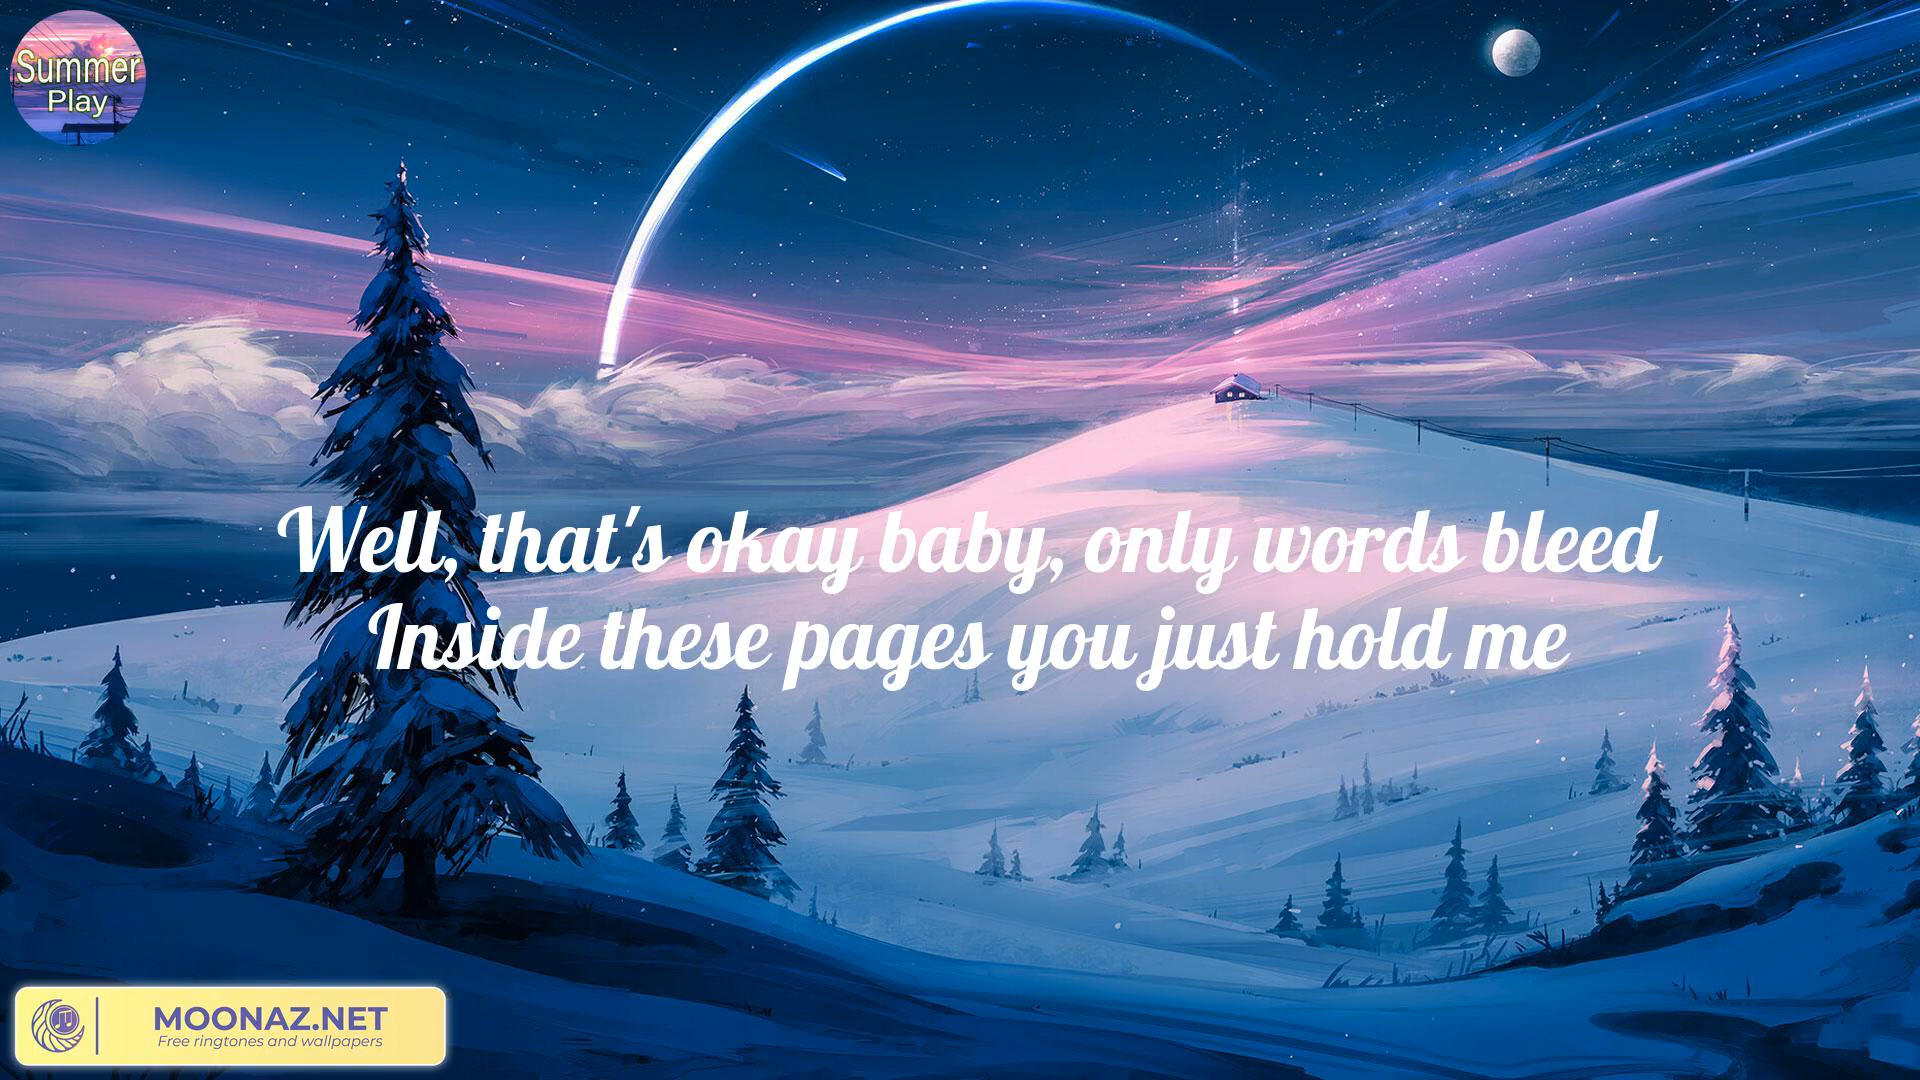 Summer
Play
Well, that's okay baby, only words bleed
Inside these pages you just hold me
MOONAZ.NET
Free ringtones and wallpapers